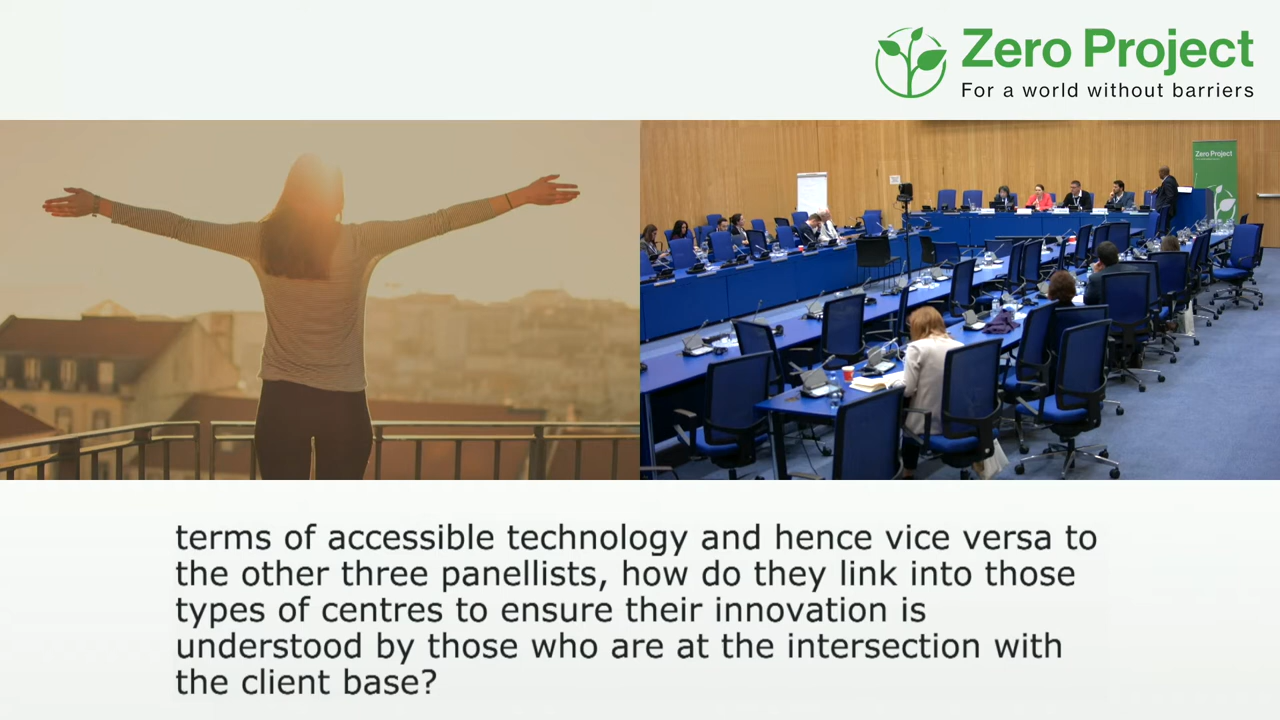 Zero Project
For a world without barriers
Zero Project
terms of accessible technology and hence vice versa to
the other three panellists, how do they link into those
types of centres to ensure their innovation is
understood by those who are at the intersection with
the client base?